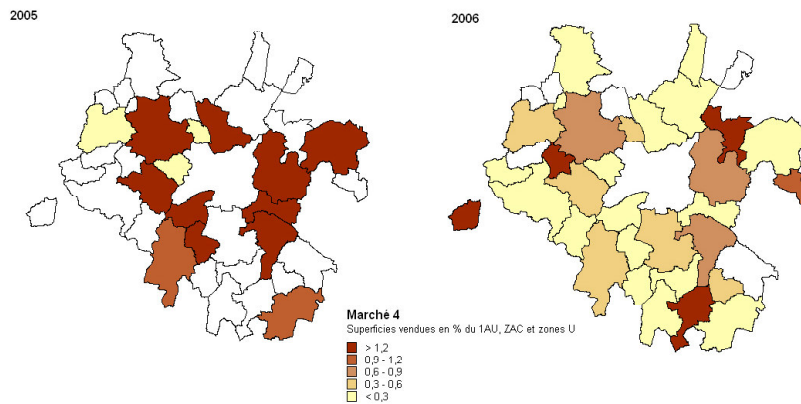 2005
2006
Marché 4
Superficies vendues en % du 1AU, ZAC et zones U
> 1,2
0,9 - 1,2
0,6 - 0,9
0,3 - 0,6
< 0,3